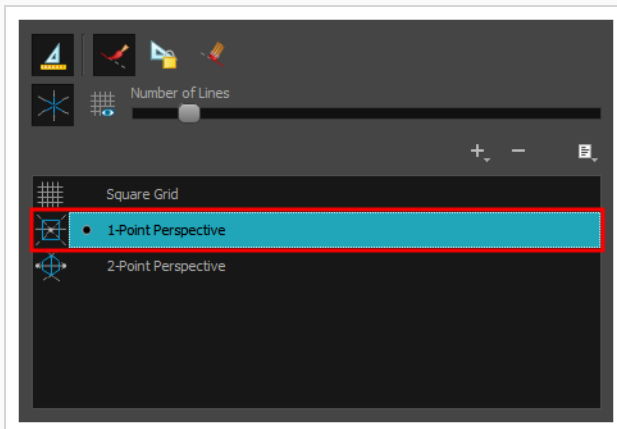 Number of Lines
Square Grid
1-Point Perspective
2-Point Perspective